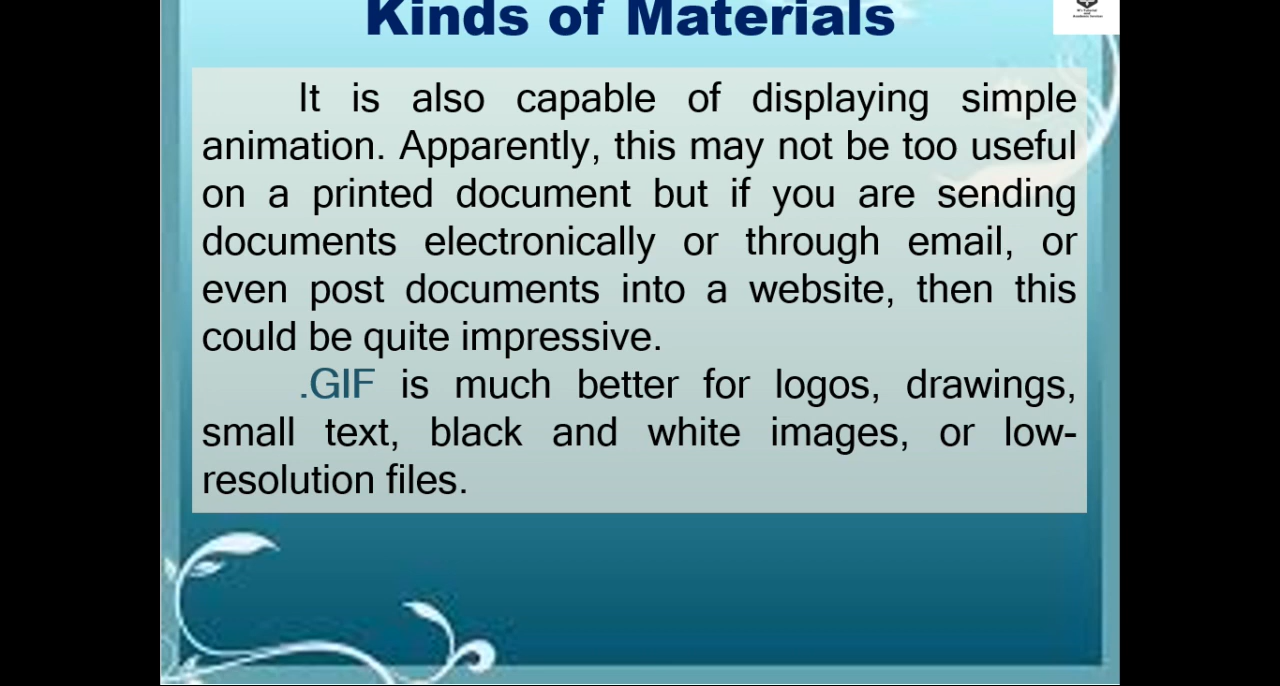 Kinds of Materials
It is also capable of displaying simple
animation. Apparently, this may not be too useful
on a printed document but if you are sending
documents electronically or through email, or
even post documents into a website, then this
could be quite impressive.
.GIF is much better for logos, drawings,
small text, black and white images, or low-
resolution files.